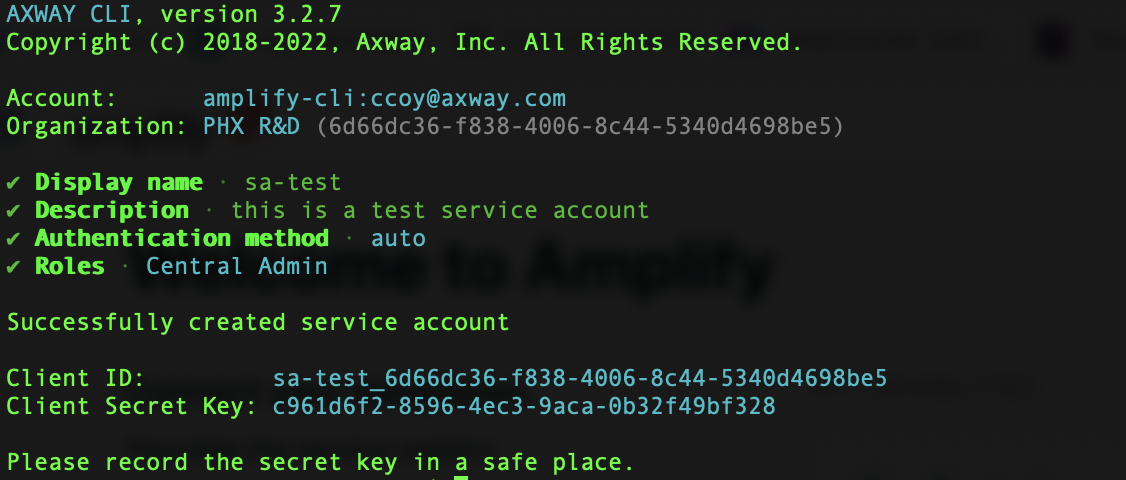 AXWAY CLI, version 3.2.7
Copyright (c) 2018-2022, Axway, Inc. All Rights Reserved.
Account: amplify-cli:ccoy@axway.com
Organization: PHX R&D (6d66dc36-f838-4006-8c44-5340d4698be5)
✔ Display name · sa-test
✔ Description · this is a test service account
✔ Authentication method · auto
✔ Roles · Central Admin
Welcome to Amplify
Successfully created service account
Client ID: sa-test_6d66dc36-f838-4006-8c44-5340d4698be5
Client Secret Key: c961d6f2-8596-4ec3-9aca-0b32f49bf328
Please record the secret key in a safe place.